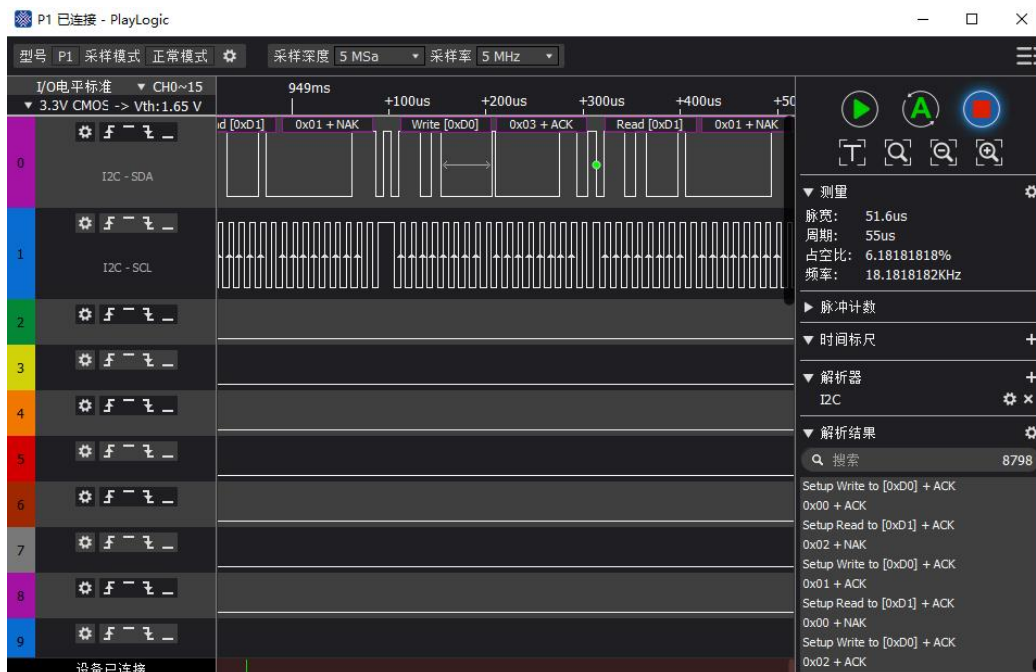 P1 已连接 - PlayLogic
型号 P1 采样模式 正常模式 采样深度 5 MSa 采样率 5 MHz
I/O电平标准 CH0~15
3.3V CMOS -> Vth:1.65 V
949ms
+100us +200us +300us +400us +50
d [0xD1] 0x01 + NAK Write [0xD0] 0x03 + ACK Read [0xD1] 0x01 + NAK
0
I2C - SDA
1
I2C - SCL
2
3
4
5
6
7
8
9
设备已连接
A
T
测量
脉宽: 51.6us
周期: 55us
占空比: 6.18181818%
频率: 18.1818182KHz
脉冲计数
时间标尺
解析器
I2C
解析结果
搜索 8798
Setup Write to [0xD0] + ACK
0x00 + ACK
Setup Read to [0xD1] + ACK
0x02 + NAK
Setup Write to [0xD0] + ACK
0x01 + ACK
Setup Read to [0xD1] + ACK
0x00 + NAK
Setup Write to [0xD0] + ACK
0x02 + ACK